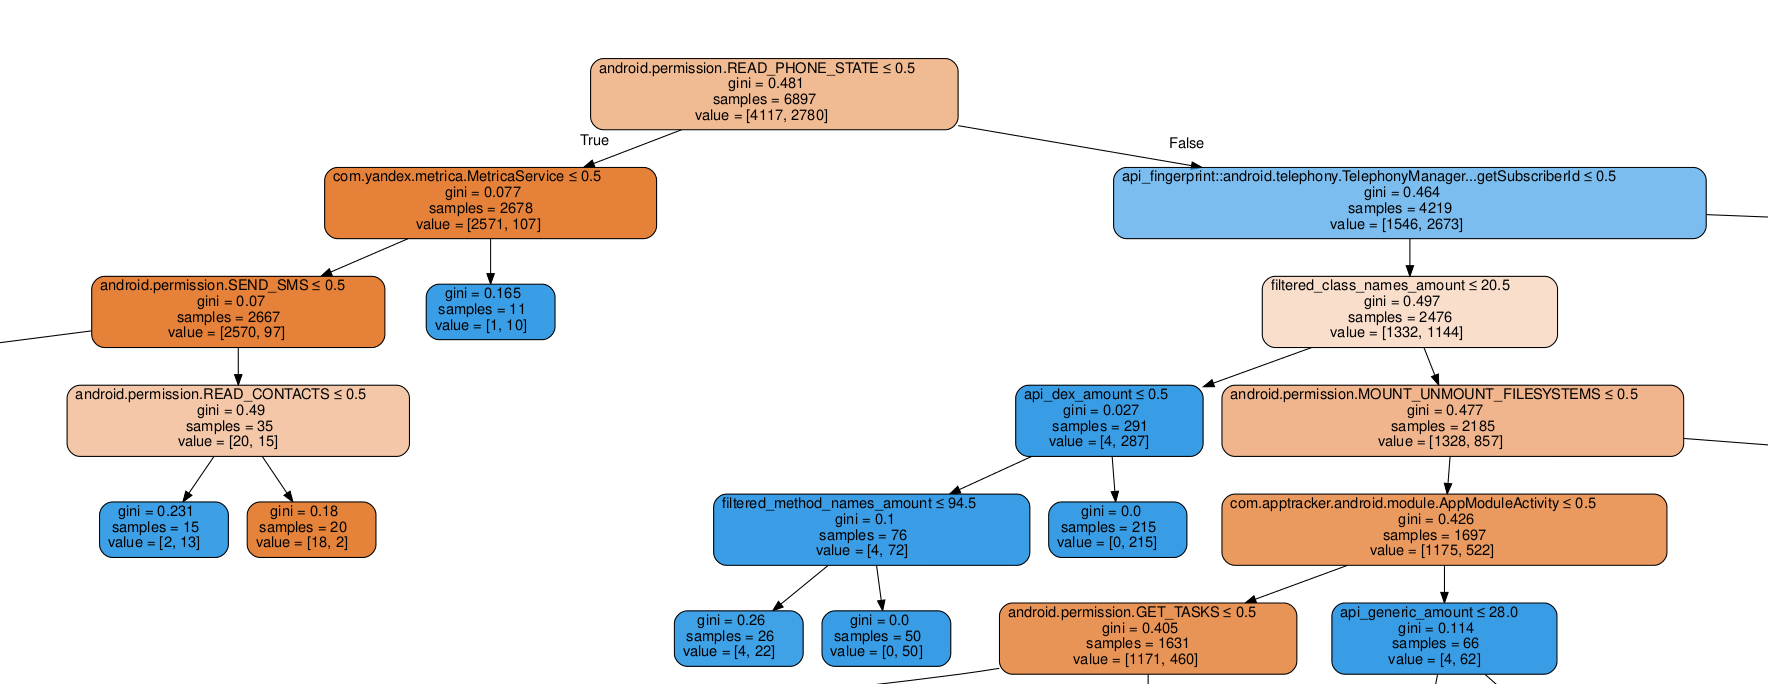 android.permission.READ_PHONE_STATE ≤ 0.5
gini = 0.481
samples = 6897
value = [4117, 2780]
True
False
com.yandex.metrica.MetricaService ≤ 0.5
gini = 0.077
samples = 2678
value = [2571, 107]
api_fingerprint::android.telephony.TelephonyManager...getSubscriberId ≤ 0.5
gini = 0.464
samples = 4219
value = [1546, 2673]
android.permission.SEND_SMS ≤ 0.5
gini = 0.07
samples = 2667
value = [2570, 97]
gini = 0.165
samples = 11
value = [1, 10]
filtered_class_names_amount ≤ 20.5
gini = 0.497
samples = 2476
value = [1332, 1144]
android.permission.READ_CONTACTS ≤ 0.5
gini = 0.49
samples = 35
value = [20, 15]
api_dex_amount ≤ 0.5
gini = 0.027
samples = 291
value = [4, 287]
android.permission.MOUNT_UNMOUNT_FILESYSTEMS ≤ 0.5
gini = 0.477
samples = 2185
value = [1328, 857]
gini = 0.231
samples = 15
value = [2, 13]
gini = 0.18
samples = 20
value = [18, 2]
filtered_method_names_amount ≤ 94.5
gini = 0.1
samples = 76
value = [4, 72]
gini = 0.0
samples = 215
value = [0, 215]
com.apptracker.android.module.AppModuleActivity ≤ 0.5
gini = 0.426
samples = 1697
value = [1175, 522]
gini = 0.26
samples = 26
value = [4, 22]
gini = 0.0
samples = 50
value = [0, 50]
android.permission.GET_TASKS ≤ 0.5
gini = 0.405
samples = 1631
value = [1171, 460]
api_generic_amount ≤ 28.0
gini = 0.114
samples = 66
value = [4, 62]